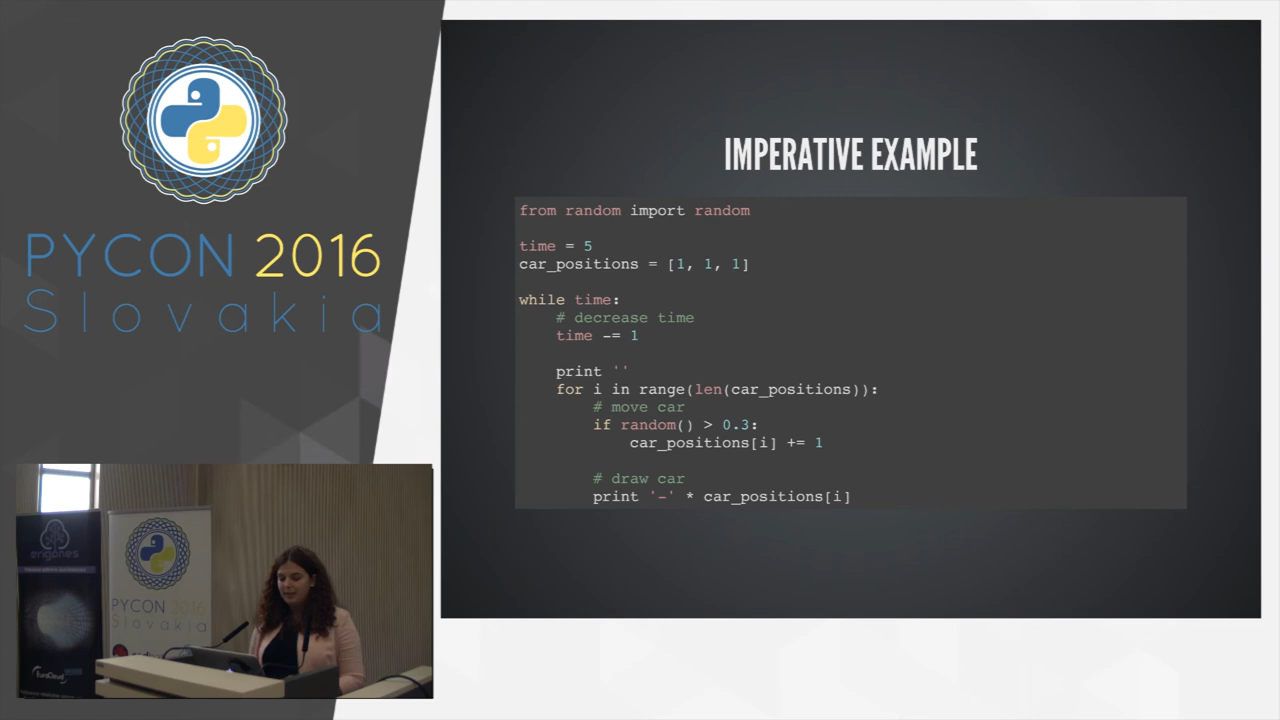 PYCON 2016
Slovakia
IMPERATIVE EXAMPLE
from random import random
time = 5
car_positions = [1, 1, 1]
while time:
# decrease time
time -= 1
print ''
for i in range(len(car_positions)):
# move car
if random() > 0.3:
car_positions[i] += 1
# draw car
print '-' * car_positions[i]
erigones
PYCON 2016
Slovakia
EuroCloud